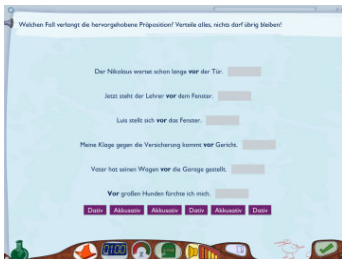 Welchen Fall verlangt die hervorgehobene Präposition? Verteile alles, nichts darf übrig bleiben!
Der Nikolaus wartet schon lange vor der Tür.
Jetzt steht der Lehrer vor dem Fenster.
Luis stellt sich vor das Fenster.
Meine Klage gegen die Versicherung kommt vor Gericht.
Vater hat seinen Wagen vor die Garage gestellt.
Vor großen Hunden fürchte ich mich.
Dativ Akkusativ Akkusativ Dativ Akkusativ Dativ